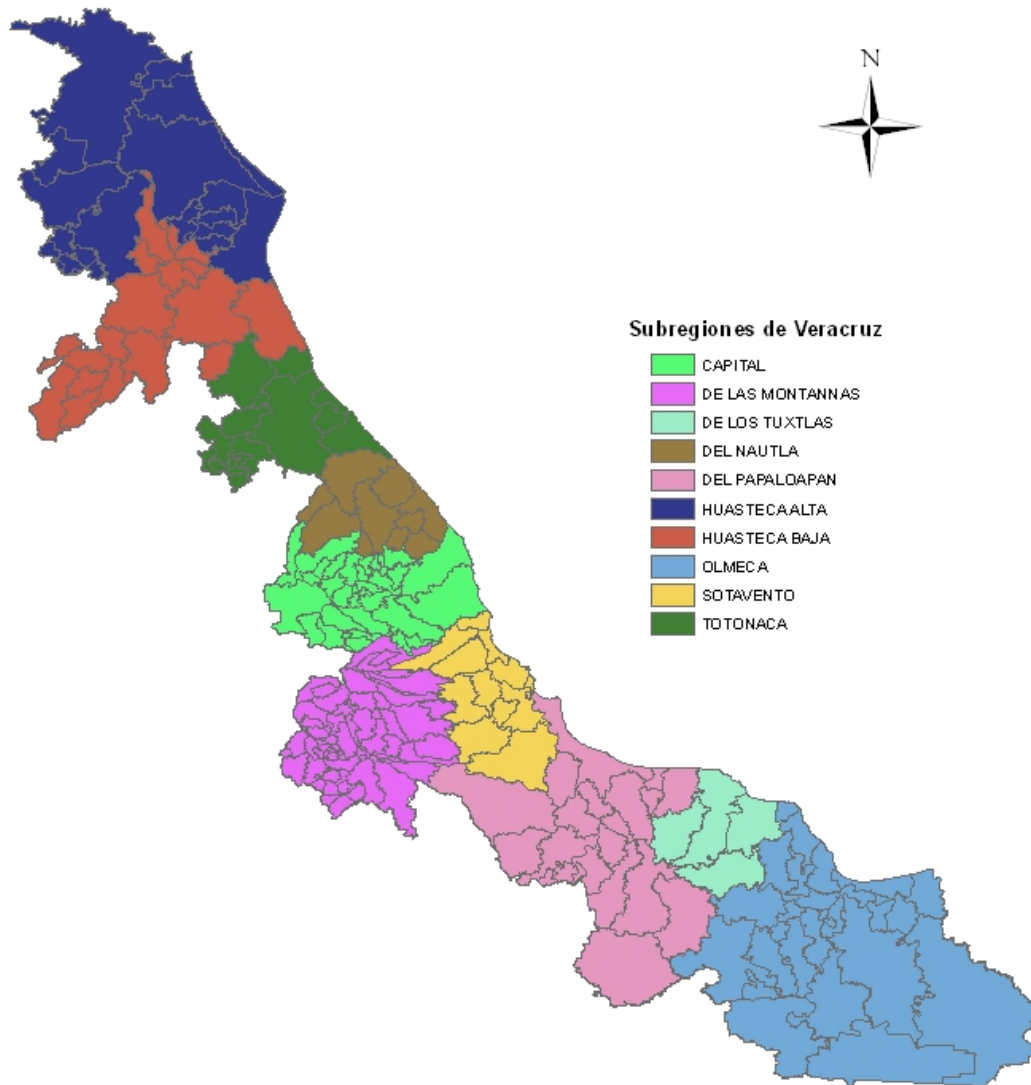 N
Subregiones de Veracruz
CAPITAL
DE LAS MONTANNAS
DE LOS TUXTLAS
DEL NAUTLA
DEL PAPALOAPAN
HUASTECA ALTA
HUASTECA BAJA
OLMECA
SOTAVENTO
TOTONACA